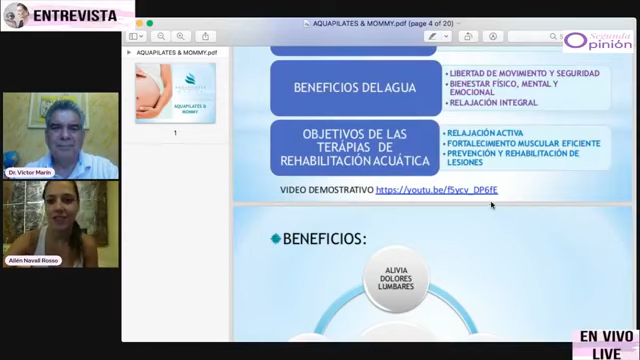 ENTREVISTA
AQUAPILATES & MOMMY.pdf (page 4 of 20)
AQUAPILATES & MOMMY.pdf
Segunda
Opinión
AQUAPILATES &
MOMMY
1
BENEFICIOS DEL AGUA
• LIBERTAD DE MOVIMIENTO Y SEGURIDAD
• BIENESTAR FÍSICO, MENTAL Y
EMOCIONAL
• RELAJACIÓN INTEGRAL
OBJETIVOS DE LAS
TERÁPIAS DE
REHABILITACIÓN ACUÁTICA
• RELAJACIÓN ACTIVA
• FORTALECIMIENTO MUSCULAR EFICIENTE
• PREVENCIÓN Y REHABILITACIÓN DE
LESIONES
VIDEO DEMOSTRATIVO https://youtu.be/f5ycv_DP6fE
BENEFICIOS:
ALIVIA
DOLORES
LUMBARES
Dr. Víctor Marín
Ailén Navall Rosso
EN VIVO
LIVE